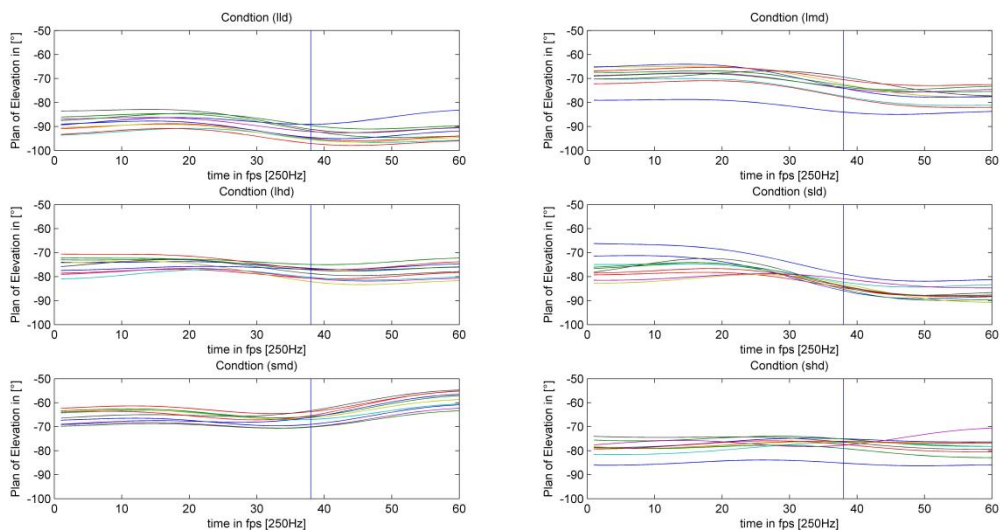 Condtion (lld)
Plan of Elevation in [°]
-50
-60
-70
-80
-90
-100
0 10 20 30 40 50 60
time in fps [250Hz]
Condtion (lmd)
Plan of Elevation in [°]
-50
-60
-70
-80
-90
-100
0 10 20 30 40 50 60
time in fps [250Hz]
Condtion (lhd)
Plan of Elevation in [°]
-50
-60
-70
-80
-90
-100
0 10 20 30 40 50 60
time in fps [250Hz]
Condtion (sld)
Plan of Elevation in [°]
-50
-60
-70
-80
-90
-100
0 10 20 30 40 50 60
time in fps [250Hz]
Condtion (smd)
Plan of Elevation in [°]
-50
-60
-70
-80
-90
-100
0 10 20 30 40 50 60
time in fps [250Hz]
Condtion (shd)
Plan of Elevation in [°]
-50
-60
-70
-80
-90
-100
0 10 20 30 40 50 60
time in fps [250Hz]